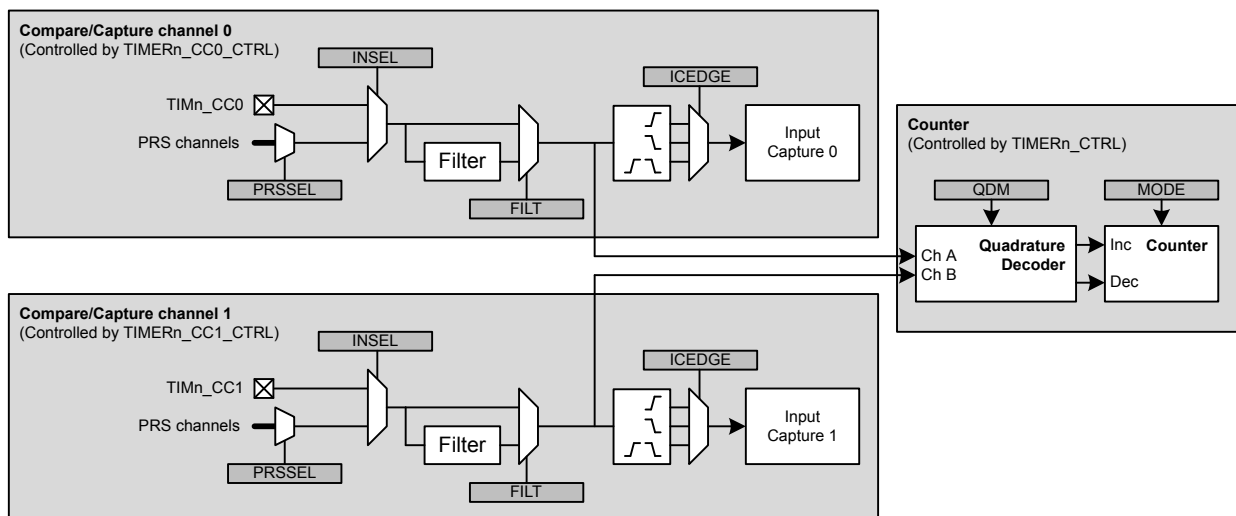 Compare/Capture channel 0
(Controlled by TIMERn_CC0_CTRL)
INSEL
ICEDGE
TIMn_CC0
PRS channels
Filter
Input
Capture 0
PRSSEL
FILT
Counter
(Controlled by TIMERn_CTRL)
QDM
MODE
Ch A
Ch B
Quadrature
Decoder
Inc
Counter
Dec
Compare/Capture channel 1
(Controlled by TIMERn_CC1_CTRL)
INSEL
ICEDGE
TIMn_CC1
PRS channels
Filter
Input
Capture 1
PRSSEL
FILT